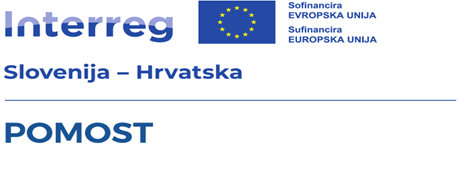 Interreg
Sofinancira
EVROPSKA UNIJA
Sufinancira
EUROPSKA UNIJA
Slovenija – Hrvatska
POMOST